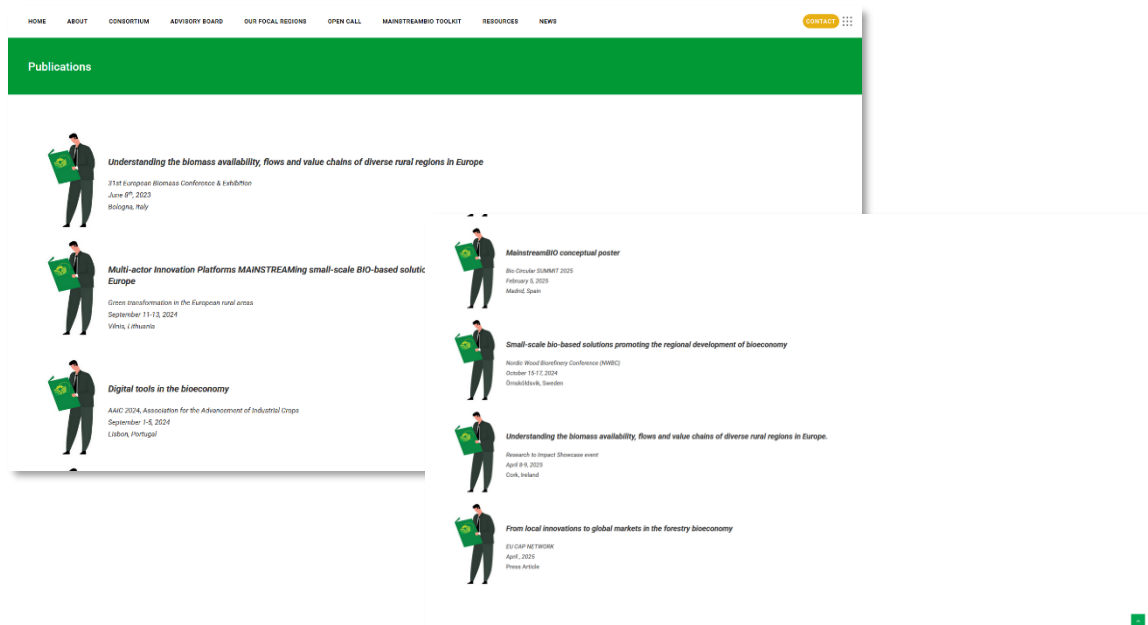 HOME ABOUT CONSORTIUM ADVISORY BOARD OUR FOCAL REGIONS OPEN CALL MAINSTREAMBIO TOOLKIT RESOURCES NEWS CONTACT
Publications
Understanding the biomass availability, flows and value chains of diverse rural regions in Europe
31st European Biomass Conference & Exhibition
June 8th, 2023
Bologna, Italy
Multi-actor Innovation Platforms MAINSTREAMing small-scale BIO-based
Europe
Green transformation in the European rural areas
September 11-13, 2024
Vilnis, Lithuania
Digital tools in the bioeconomy
AAIC 2024, Association for the Advancement of Industrial Crops
September 1-5, 2024
Lisbon, Portugal
MainstreamBIO conceptual poster
Bio Circular SUMMIT 2025
February 5, 2025
Madrid, Spain
Small-scale bio-based solutions promoting the regional development of bioeconomy
Nordic Wood Biorefinery Conference (NWBC)
October 15-17, 2024
Örnsköldsvik, Sweden
Understanding the biomass availability, flows and value chains of diverse rural regions in Europe.
Research to Impact Showcase event
April 8-9, 2025
Cork, Ireland
From local innovations to global markets in the forestry bioeconomy
EU CAP NETWORK
April , 2025
Press Article